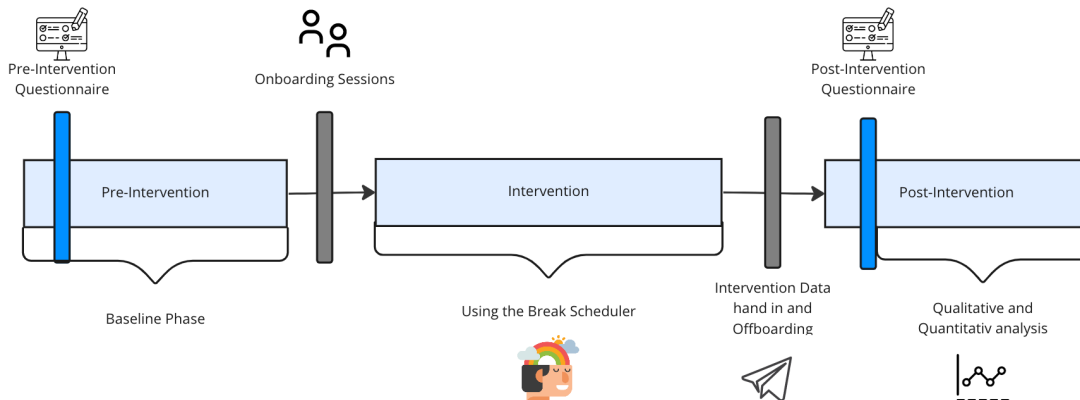 Pre-Intervention
Questionnaire
Onboarding Sessions
Post-Intervention
Questionnaire
Pre-Intervention
Intervention
Post-Intervention
Baseline Phase
Using the Break Scheduler
Intervention Data
hand in and
Offboarding
Qualitative and
Quantitativ analysis